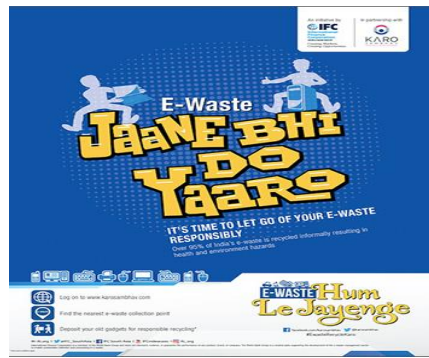 An initiative by
IFC
International
Finance
Corporation
In partnership with
KARO
E-Waste
JAANE BHI
DO
YAARO
IT'S TIME TO LET GO OF YOUR E-WASTE
RESPONSIBLY
Over 95% of India's e-waste is recycled informally resulting in
health and environment hazards
Log on to www.karosambhav.com
Find the nearest e-waste collection point
Deposit your old gadgets for responsible recycling*
E-WASTE Hum
Le Jayenge